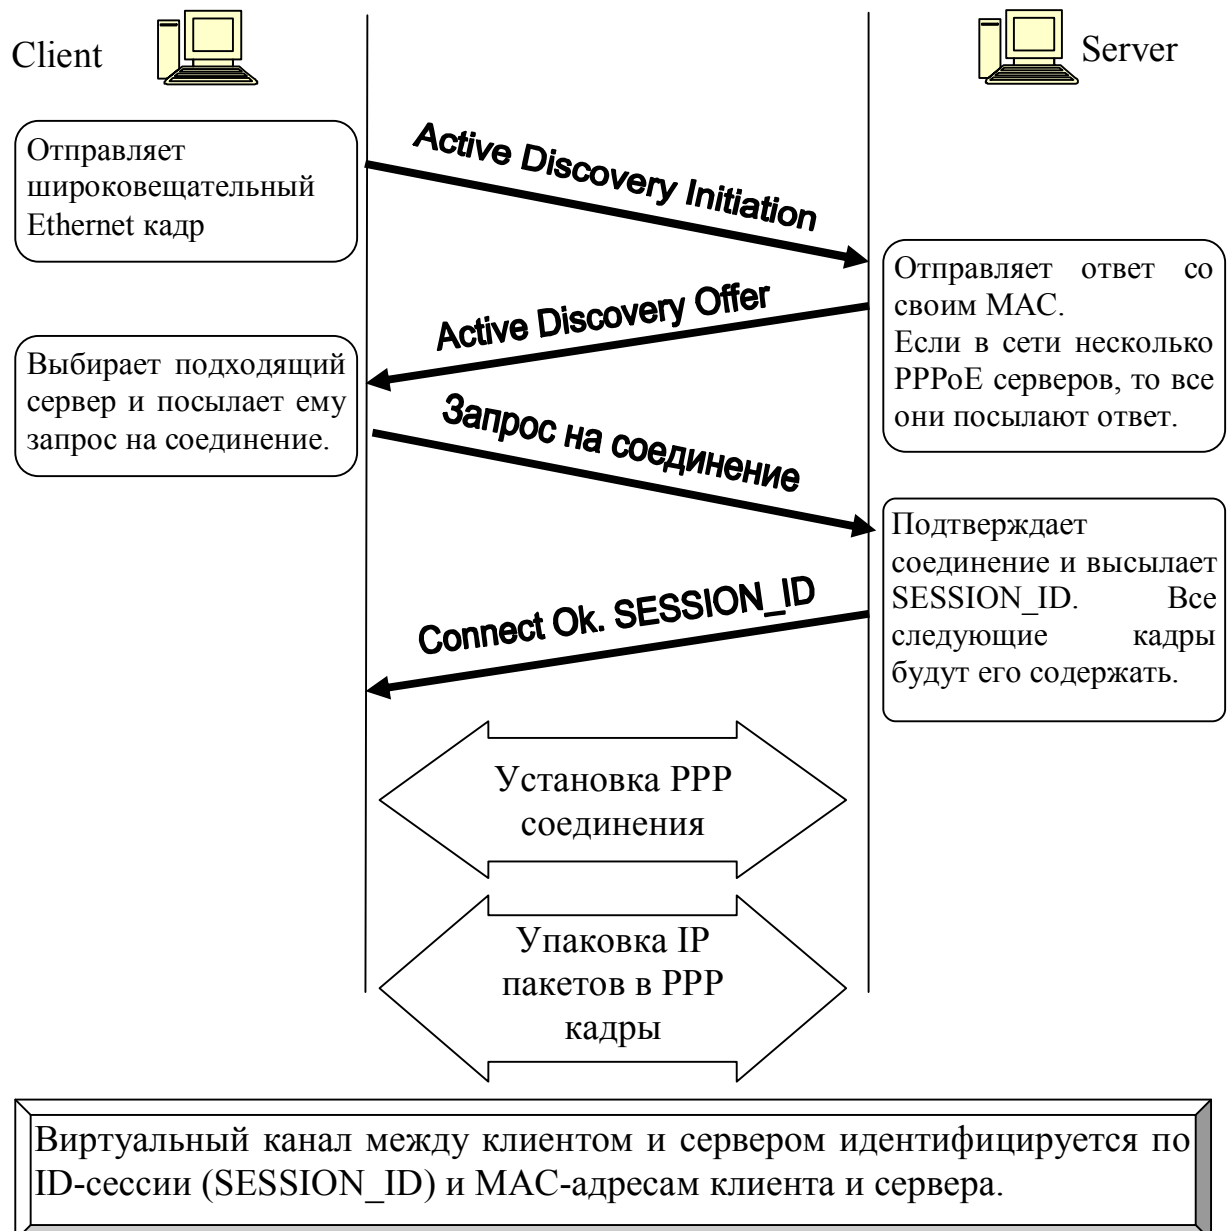 Client
Server
Отправляет
широковещательный
Ethernet кадр
Active Discovery Initiation
Отправляет ответ со
своим MAC.
Если в сети несколько
PPPoE серверов, то все
они посылают ответ.
Active Discovery Offer
Выбирает подходящий
сервер и посылает ему
запрос на соединение.
Запрос на соединение
Подтверждает
соединение и высылает
SESSION_ID. Все
следующие кадры
будут его содержать.
Connect Ok. SESSION_ID
Установка PPP
соединения
Упаковка IP
пакетов в PPP
кадры
Виртуальный канал между клиентом и сервером идентифицируется по
ID-сессии (SESSION_ID) и MAC-адресам клиента и сервера.